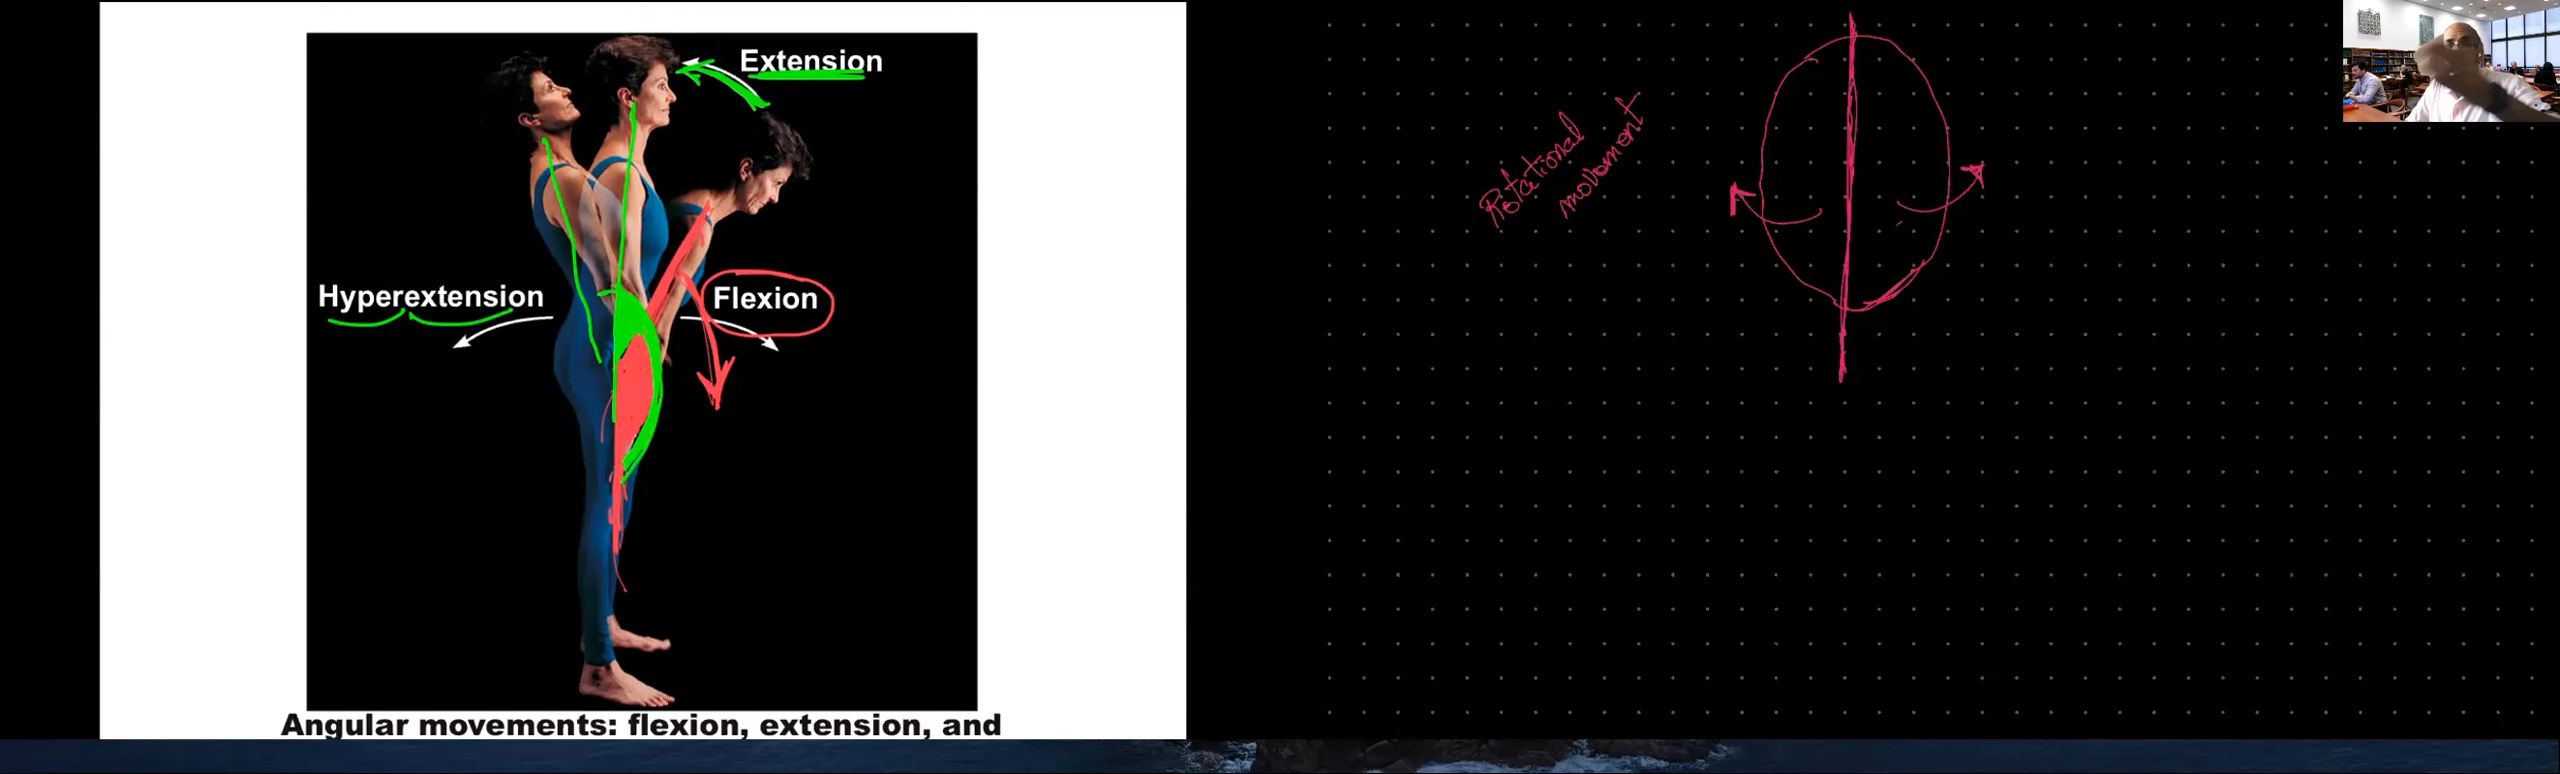 Extension
Hyperextension
Flexion
Angular movements: flexion, extension, and
Rotational
movement